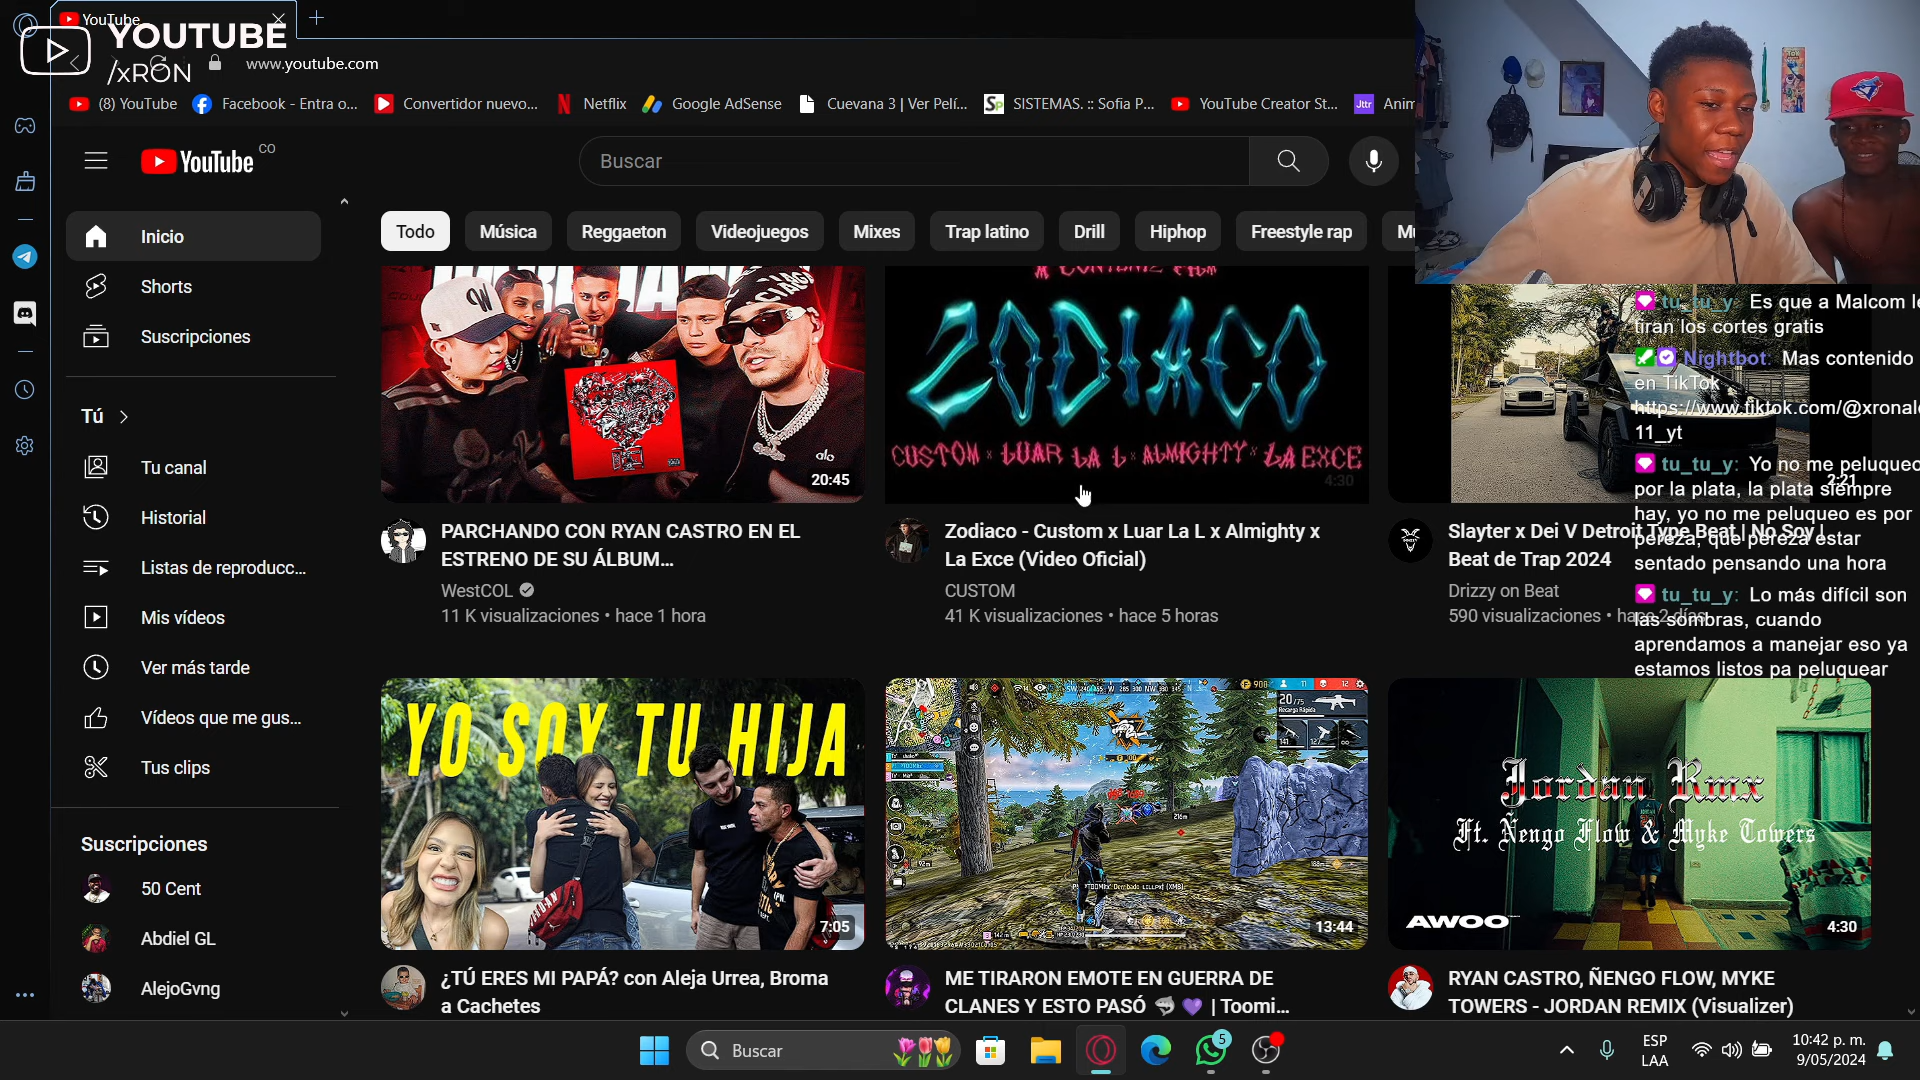 YouTube
YOUTUBE
/xRON
www.youtube.com
(8) YouTube
Facebook - Entra o...
Convertidor nuevo...
Netflix
Google AdSense
Cuevana 3 | Ver Pelí...
SISTEMAS. :: Sofia P...
YouTube Creator St...
Anim
YouTube CO
Buscar
Inicio
Shorts
Suscripciones
Tú
Tu canal
Historial
Listas de reproducc...
Mis vídeos
Ver más tarde
Vídeos que me gus...
Tus clips
Suscripciones
50 Cent
Abdiel GL
AlejoGvng
Todo
Música
Reggaeton
Videojuegos
Mixes
Trap latino
Drill
Hiphop
Freestyle rap
20:45
PARCHANDO CON RYAN CASTRO EN EL
ESTRENO DE SU ÁLBUM...
WestCOL
11 K visualizaciones • hace 1 hora
ZODIACO
CUSTOM x LUAR LA L x ALMIGHTY x LA EXCE
4:30
Zodiaco - Custom x Luar La L x Almighty x
La Exce (Video Oficial)
CUSTOM
41 K visualizaciones • hace 5 horas
2:21
Slayter x Dei V Detroit Type Beat | No Soy |
Beat de Trap 2024
Drizzy on Beat
590 visualizaciones • hace 2 días
tu_tu_y: Es que a Malcom le
tiran los cortes gratis
Nightbot: Mas contenido
en TikTok
https://www.tiktok.com/@xronal
11_yt
tu_tu_y: Yo no me peluqueo
por la plata, la plata siempre
hay, yo no me peluqueo es por
pereza, que pereza estar
sentado pensando una hora
tu_tu_y: Lo más difícil son
las sombras, cuando
aprendamos a manejar eso ya
estamos listos pa peluquear
YO SOY TU HIJA
7:05
¿TÚ ERES MI PAPÁ? con Aleja Urrea, Broma
a Cachetes
13:44
ME TIRARON EMOTE EN GUERRA DE
CLANES Y ESTO PASÓ 🦈 💜 | Toomi...
Jordan Rmx
Ft. Ñengo Flow & Myke Towers
AWOO
4:30
RYAN CASTRO, ÑENGO FLOW, MYKE
TOWERS - JORDAN REMIX (Visualizer)
Buscar
5
ESP
LAA
10:42 p. m.
9/05/2024